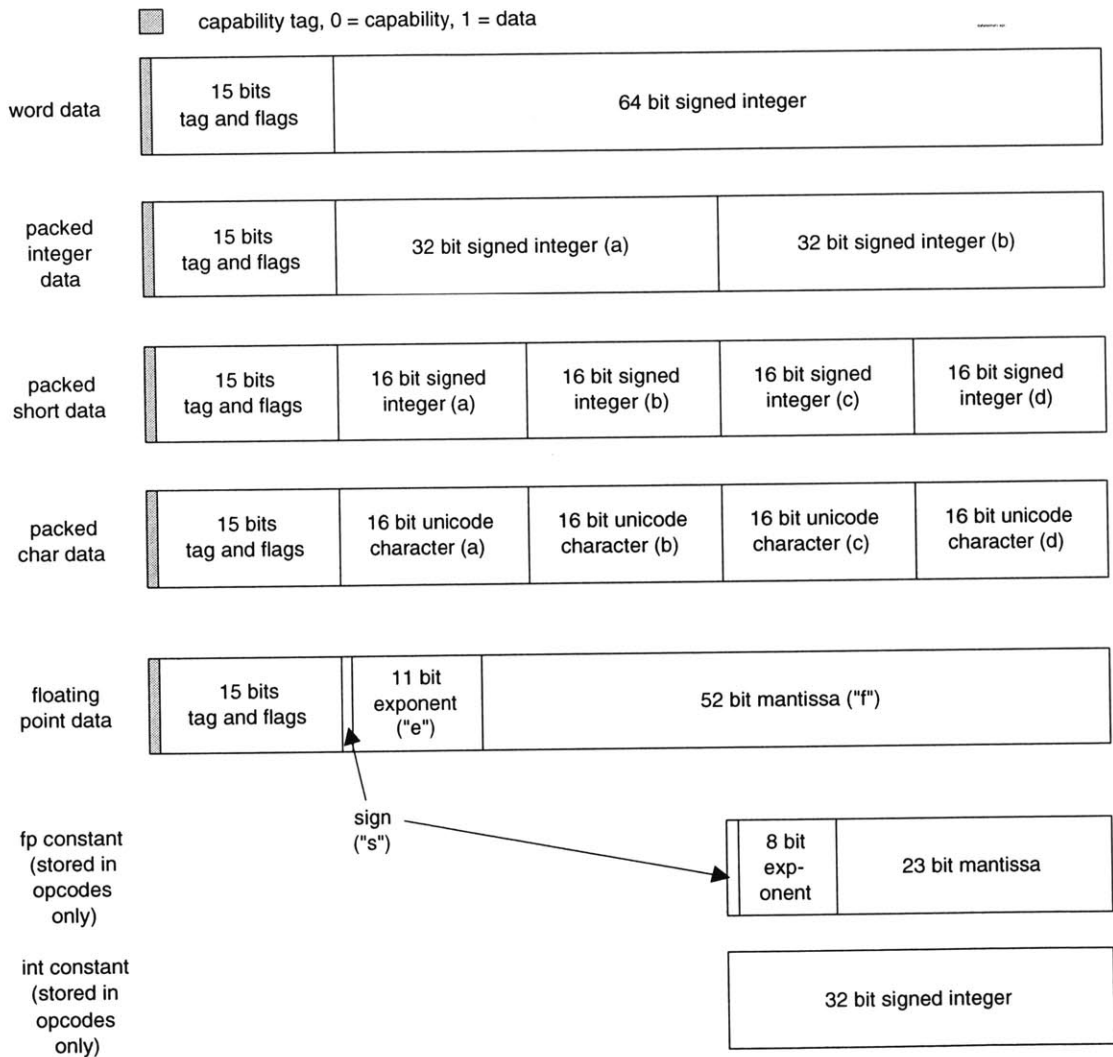 capability tag, 0 = capability, 1 = data
word data
15 bits
tag and flags
64 bit signed integer
packed
integer
data
15 bits
tag and flags
32 bit signed integer (a)
32 bit signed integer (b)
packed
short data
15 bits
tag and flags
16 bit signed
integer (a)
16 bit signed
integer (b)
16 bit signed
integer (c)
16 bit signed
integer (d)
packed
char data
15 bits
tag and flags
16 bit unicode
character (a)
16 bit unicode
character (b)
16 bit unicode
character (c)
16 bit unicode
character (d)
floating
point data
15 bits
tag and flags
11 bit
exponent
("e")
52 bit mantissa ("f")
sign
("s")
fp constant
(stored in
opcodes
only)
8 bit
exp-
onent
23 bit mantissa
int constant
(stored in
opcodes
only)
32 bit signed integer